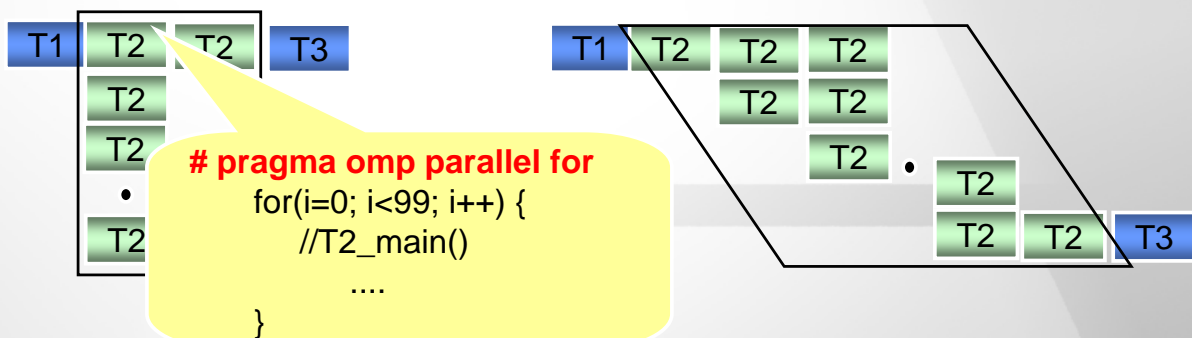 T1 T2 T2 T3
T2
T2
T2
# pragma omp parallel for
for(i=0; i<99; i++) {
//T2_main()
....
}
T1 T2 T2 T2
T2 T2
T2
T2
T2 T2 T3